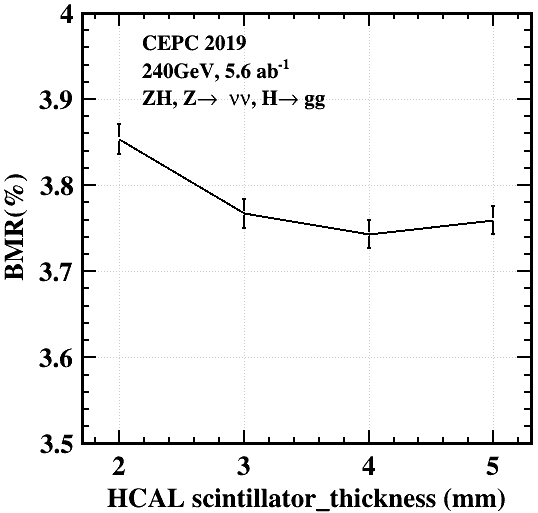 4
CEPC 2019
240GeV, 5.6 ab⁻¹
ZH, Z→ νν, H→ gg
3.9
3.8
3.7
3.6
3.5
BMR(%)
2 3 4 5
HCAL scintillator_thickness (mm)